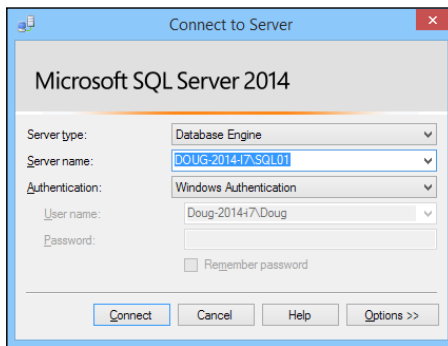 Connect to Server
Microsoft SQL Server 2014
Server type: Database Engine
Server name: DOUG-2014-I7\SQL01
Authentication: Windows Authentication
User name: Doug-2014-i7\Doug
Password:
Remember password
Connect Cancel Help Options >>